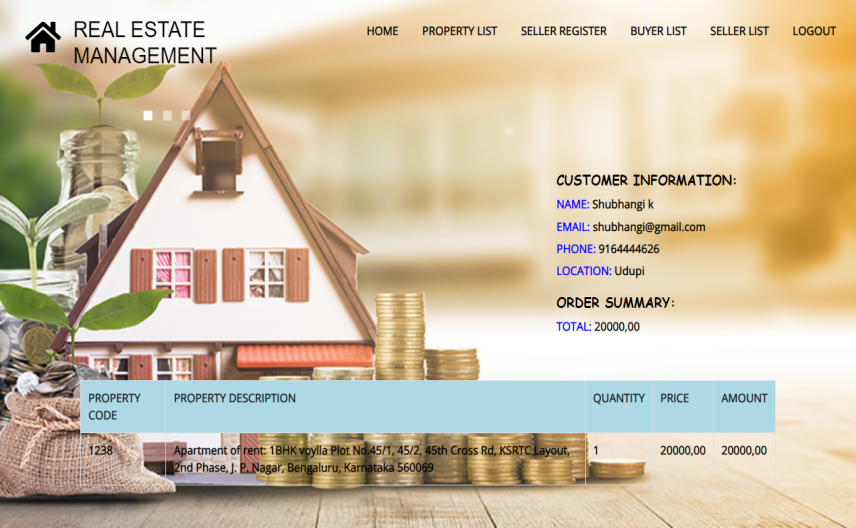 REAL ESTATE
MANAGEMENT
HOME PROPERTY LIST SELLER REGISTER BUYER LIST SELLER LIST LOGOUT
CUSTOMER INFORMATION:
NAME: Shubhangi k
EMAIL: shubhangi@gmail.com
PHONE: 9164444626
LOCATION: Udupi
ORDER SUMMARY:
TOTAL: 20000,00
PROPERTY CODE PROPERTY DESCRIPTION QUANTITY PRICE AMOUNT
1238 Apartment of rent: 1BHK voylla Plot No.45/1, 45/2, 45th Cross Rd, KSRTC Layout, 1 20000,00 20000,00
2nd Phase, J. P. Nagar, Bengaluru, Karnataka 560069